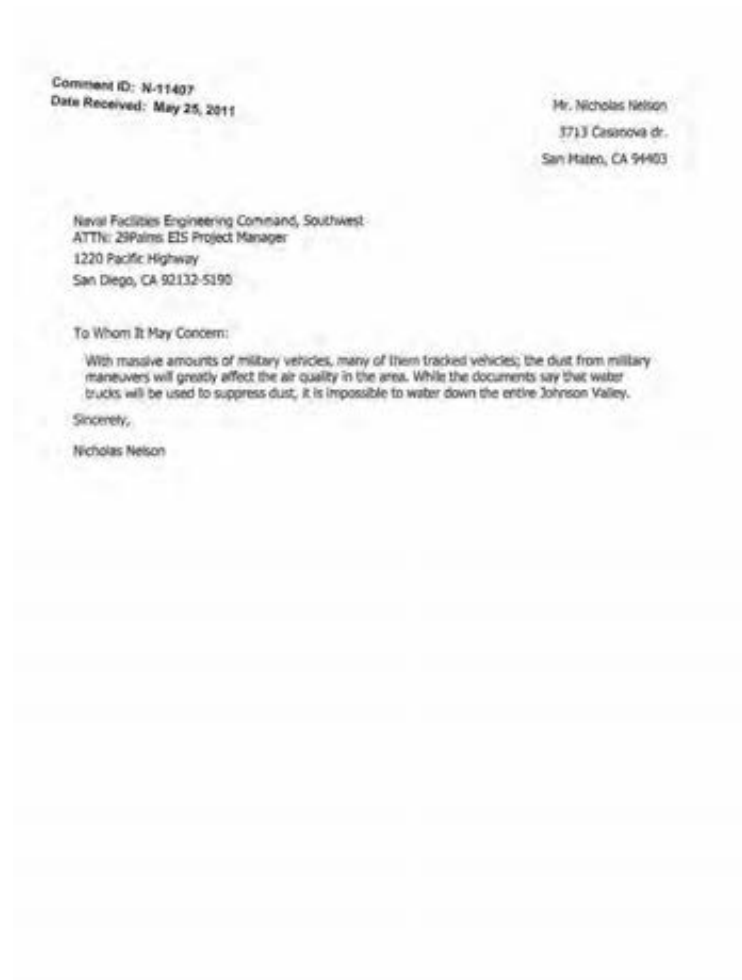 Comment ID: N-11407
Date Received: May 25, 2011
Mr. Nicholas Nelson
3713 Casanova dr.
San Mateo, CA 94403
Naval Facilities Engineering Command, Southwest
ATTN: 29Palms EIS Project Manager
1220 Pacific Highway
San Diego, CA 92132-5190
To Whom It May Concern:
With massive amounts of military vehicles, many of them tracked vehicles; the dust from military
maneuvers will greatly affect the air quality in the area. While the documents say that water
trucks will be used to suppress dust, it is impossible to water down the entire Johnson Valley.
Sincerely,
Nicholas Nelson